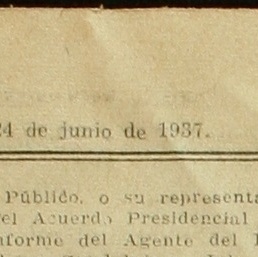 24 de junio de 1937.
Público, o su representa
el Acuerdo Presidencial
nforme del Agente del